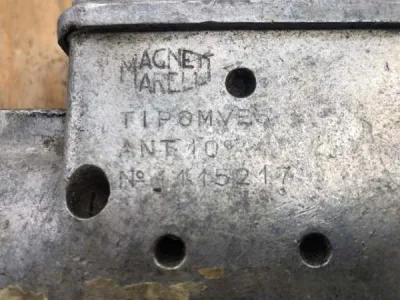 MAGNETI
MARELLI
TIPO MVE
ANT. 10°
Nº 1115217